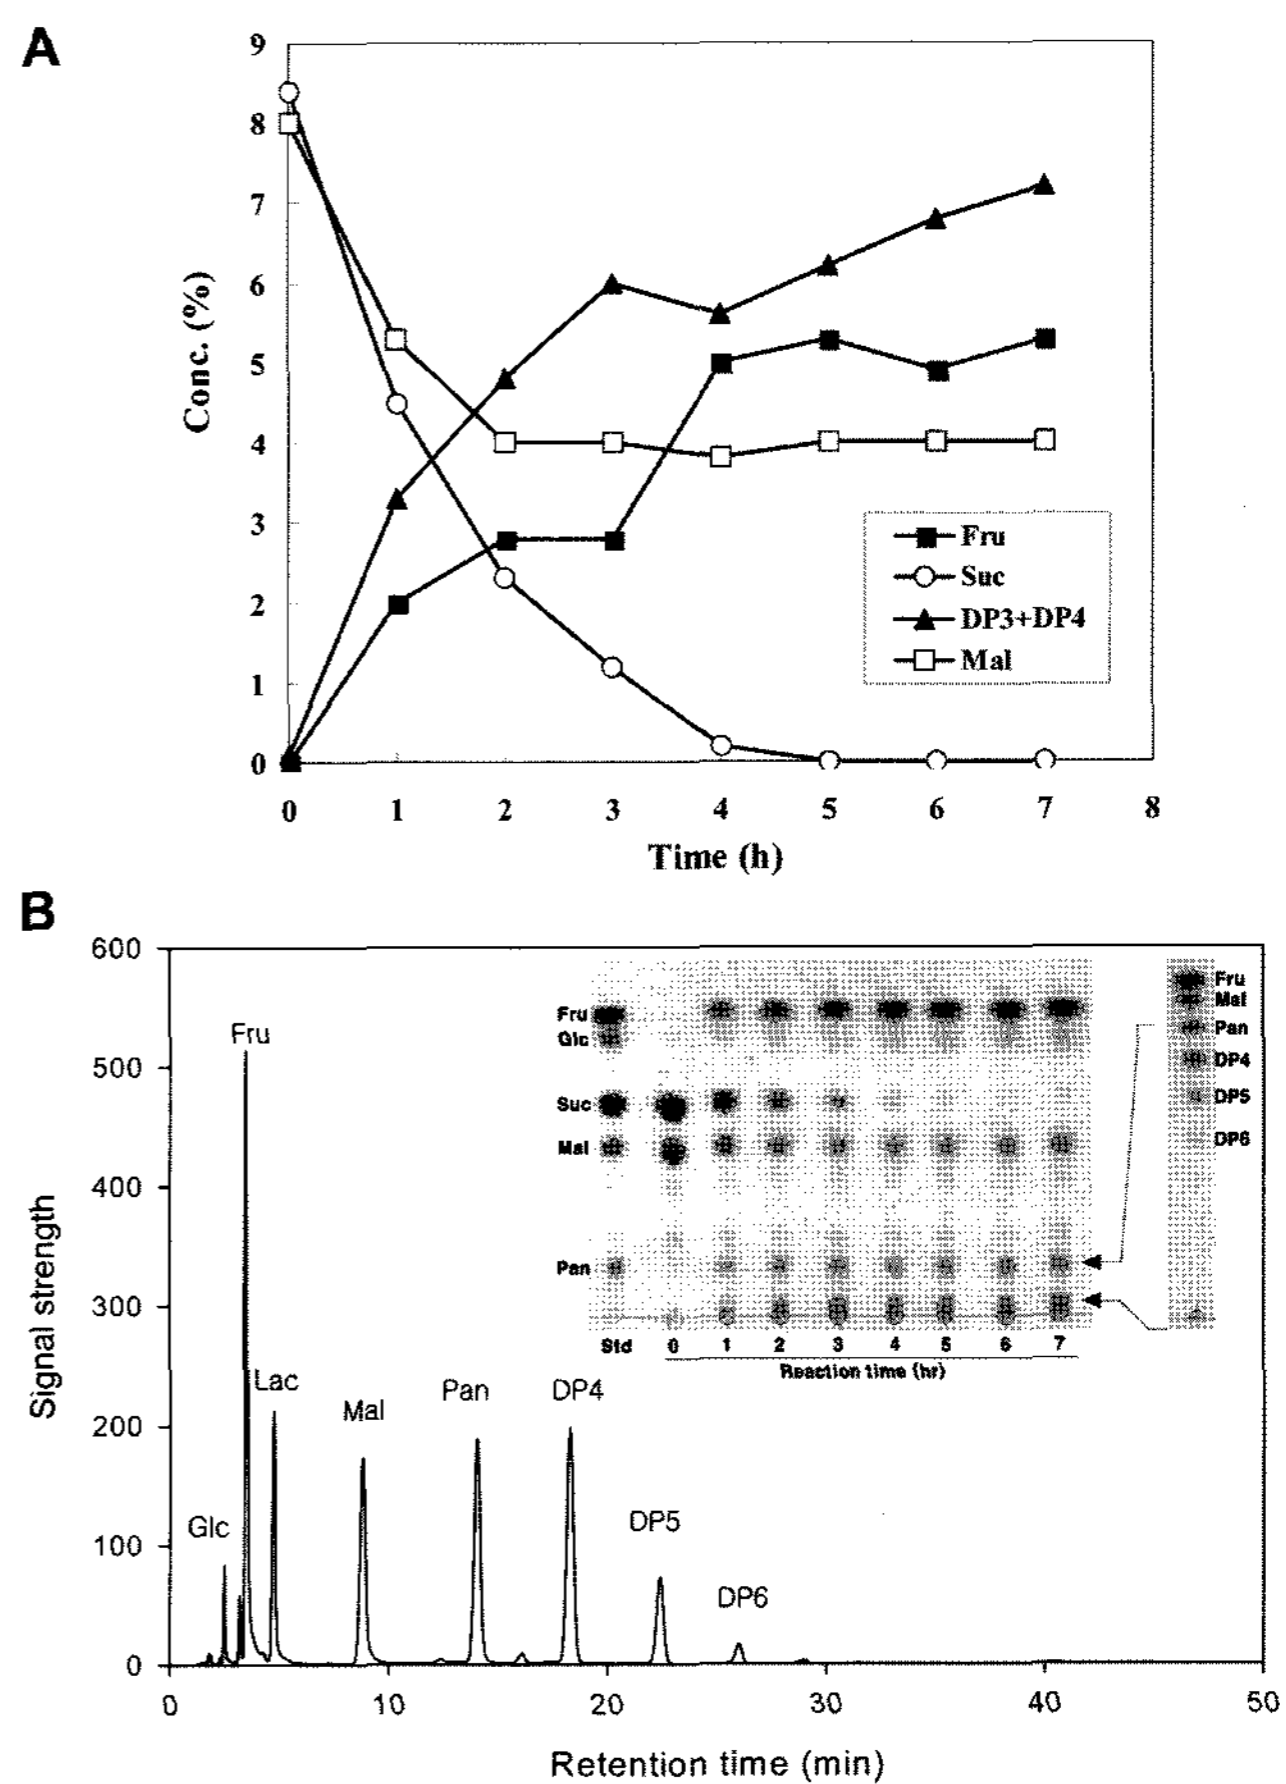 A
9
8
7
6
5
4
3
2
1
0
Conc. (%)
0 1 2 3 4 5 6 7 8
Time (h)
Fru
Suc
DP3+DP4
Mal
B
600
500
400
300
200
100
0
Signal strength
Glc
Fru
Lac
Mal
Pan
DP4
DP5
DP6
Fru
Glc
Suc
Mal
Pan
Std 0 1 2 3 4 5 6 7
Reaction time (hr)
Fru
Mal
Pan
DP4
DP5
DP6
0 10 20 30 40 50
Retention time (min)